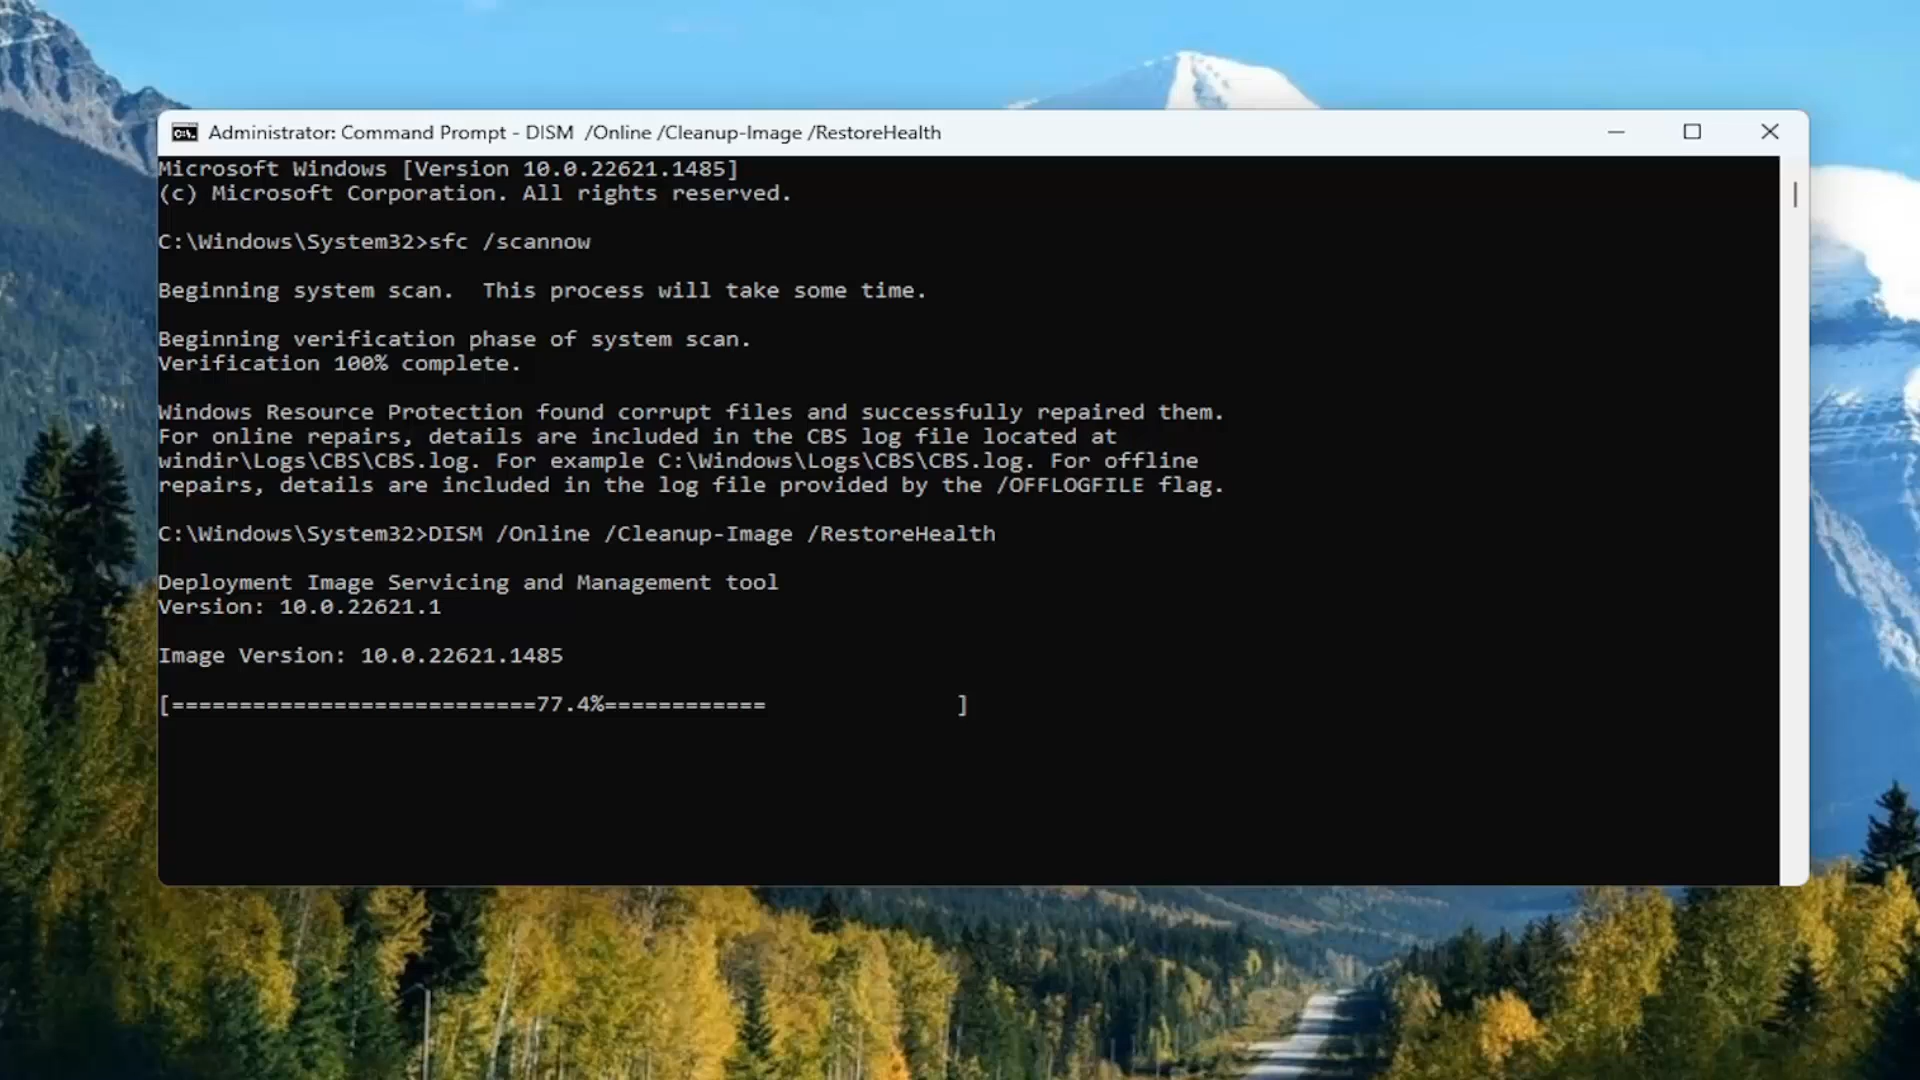 Administrator: Command Prompt - DISM  /Online /Cleanup-Image /RestoreHealth
Microsoft Windows [Version 10.0.22621.1485]
(c) Microsoft Corporation. All rights reserved.
C:\Windows\System32>sfc /scannow
Beginning system scan.  This process will take some time.
Beginning verification phase of system scan.
Verification 100% complete.
Windows Resource Protection found corrupt files and successfully repaired them.
For online repairs, details are included in the CBS log file located at
windir\Logs\CBS\CBS.log. For example C:\Windows\Logs\CBS\CBS.log. For offline
repairs, details are included in the log file provided by the /OFFLOGFILE flag.
C:\Windows\System32>DISM /Online /Cleanup-Image /RestoreHealth
Deployment Image Servicing and Management tool
Version: 10.0.22621.1
Image Version: 10.0.22621.1485
[===========================77.4%============              ]